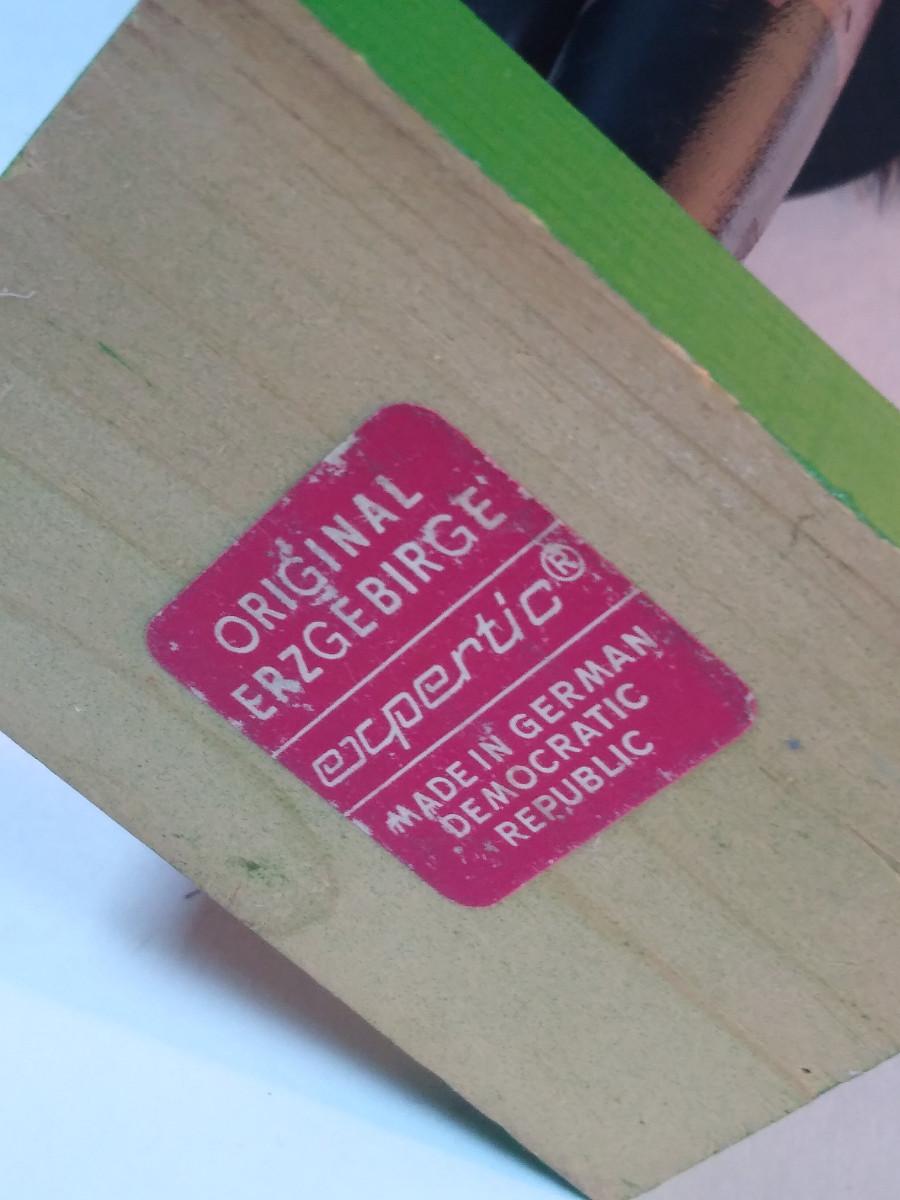 ORIGINAL
ERZGEBIRGE
expertic®
MADE IN GERMAN
DEMOCRATIC
REPUBLIC